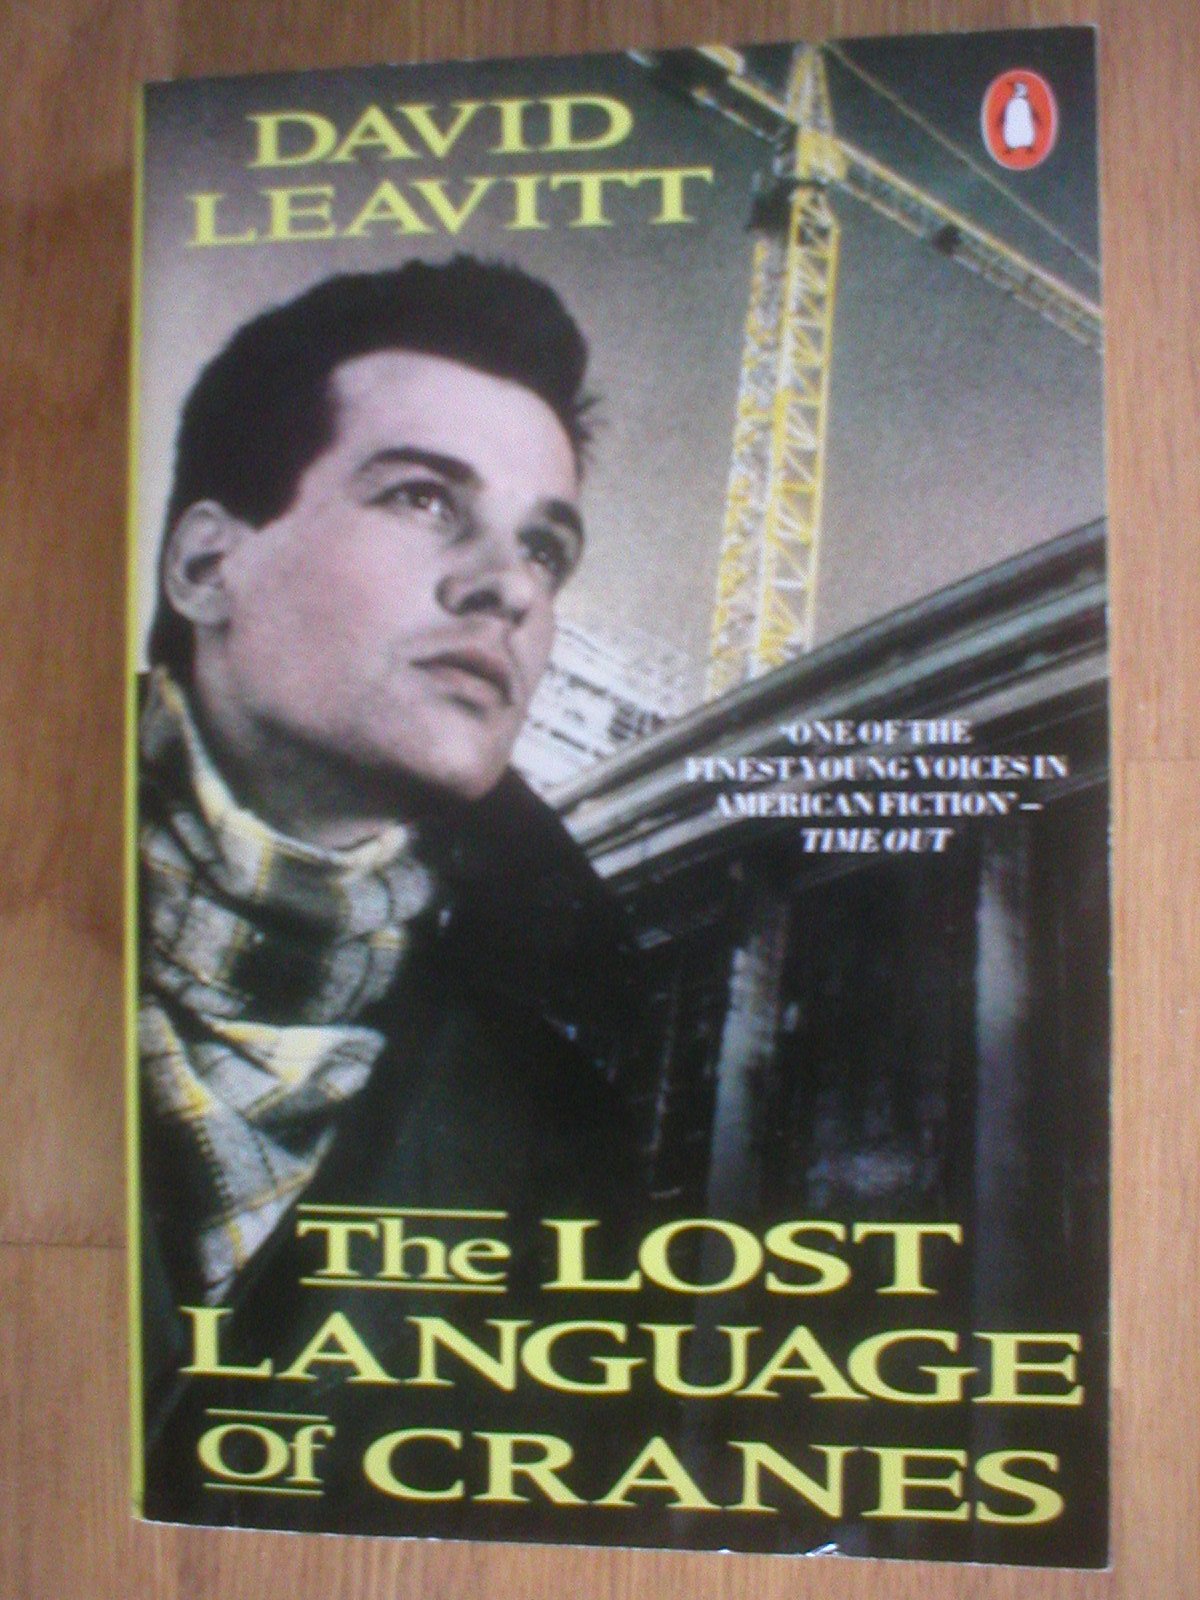 DAVID
LEAVITT
'ONE OF THE
FINEST YOUNG VOICES IN
AMERICAN FICTION' –
TIME OUT
The LOST
LANGUAGE
Of CRANES